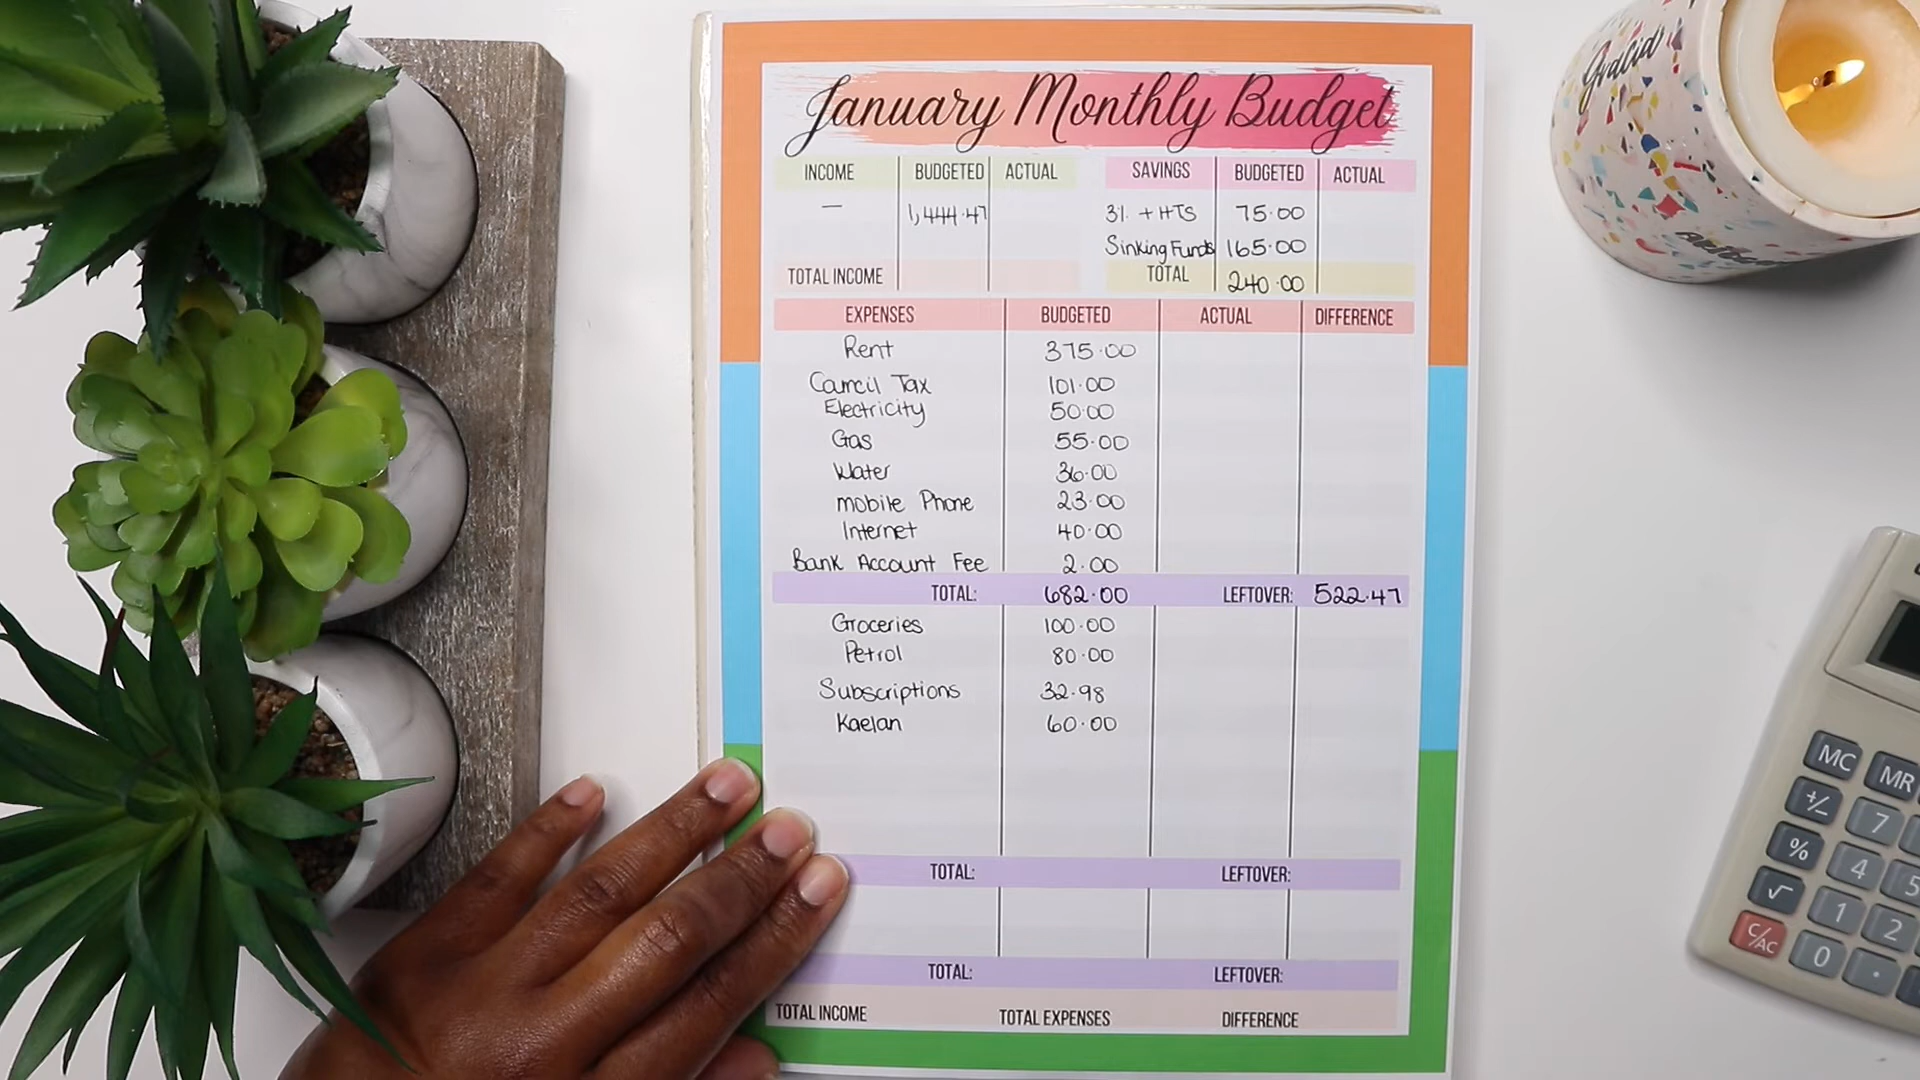 January Monthly Budget
INCOME BUDGETED ACTUAL SAVINGS BUDGETED ACTUAL
— 1,444.47 3%. + HTS 75.00
Sinking Funds 165.00
TOTAL INCOME TOTAL 240.00
EXPENSES BUDGETED ACTUAL DIFFERENCE
Rent 375.00
Council Tax 101.00
Electricity 50.00
Gas 55.00
Water 36.00
mobile Phone 23.00
Internet 40.00
Bank Account Fee 2.00
TOTAL: 682.00 LEFTOVER: 522.47
Groceries 100.00
Petrol 80.00
Subscriptions 32.98
Kaelan 60.00
TOTAL: LEFTOVER:
TOTAL: LEFTOVER:
TOTAL INCOME TOTAL EXPENSES DIFFERENCE
MC MR
+/- 7
% 4 5
√ 1 2
C/AC 0 ·